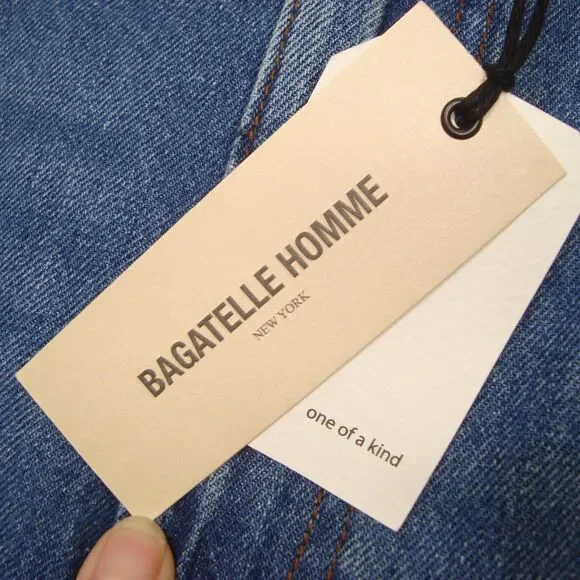 BAGATELLE HOMME
NEW YORK
one of a kind